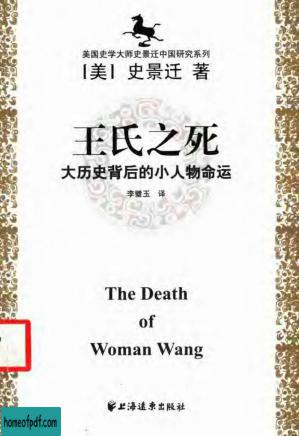 美国史学大师史景迁中国研究系列
[美] 史景迁 著
王氏之死
大历史背后的小人物命运
李璧玉 译
The Death
of
Woman Wang
上海远东出版社
homeofpdf.com